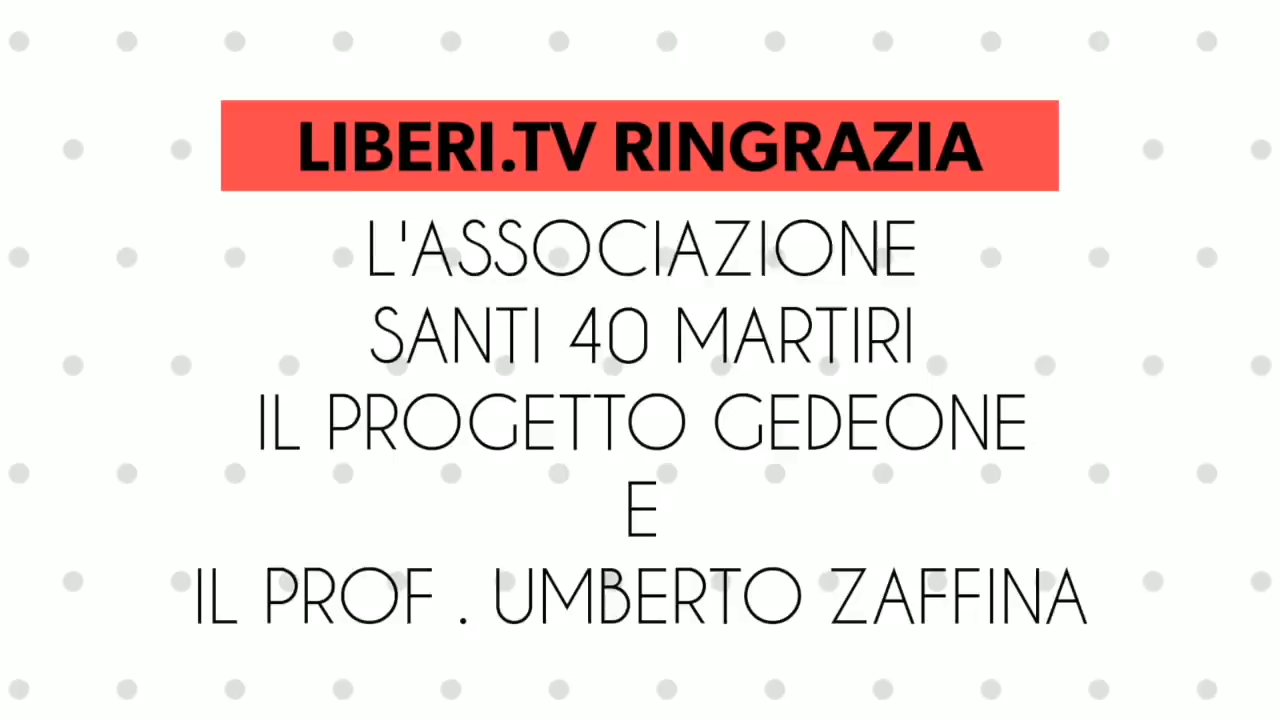 LIBERI.TV RINGRAZIA
L'ASSOCIAZIONE
SANTI 40 MARTIRI
IL PROGETTO GEDEONE
E
IL PROF . UMBERTO ZAFFINA